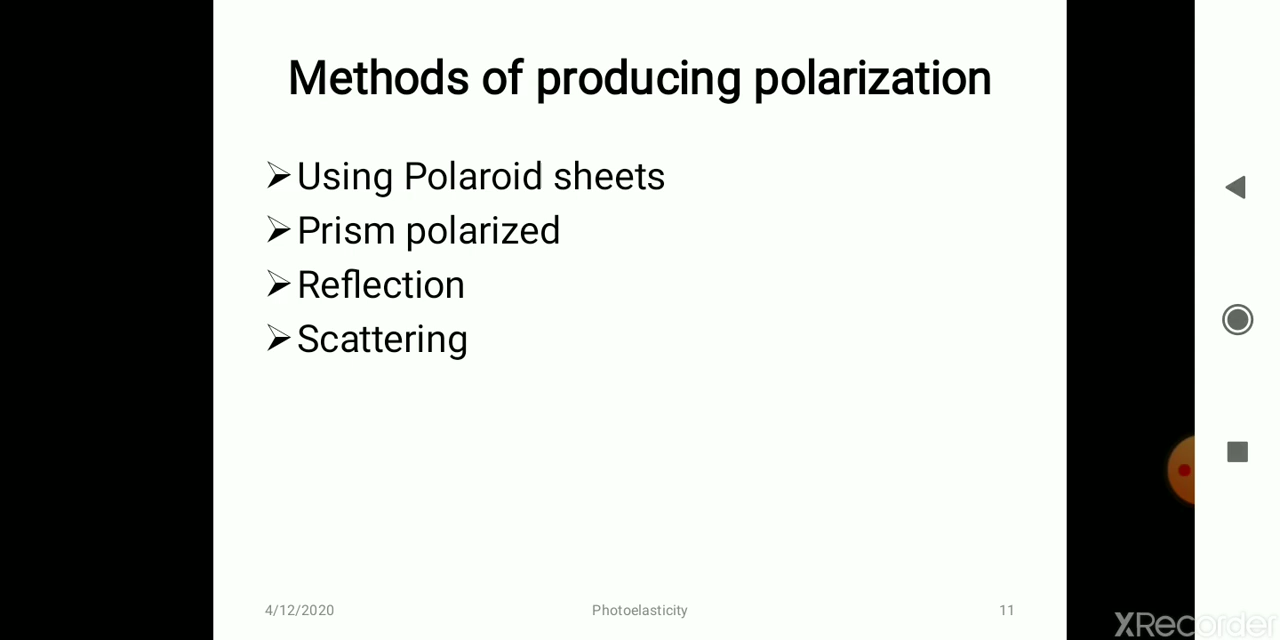 Methods of producing polarization
➢Using Polaroid sheets
➢Prism polarized
➢Reflection
➢Scattering
4/12/2020 Photoelasticity 11
XRecorder